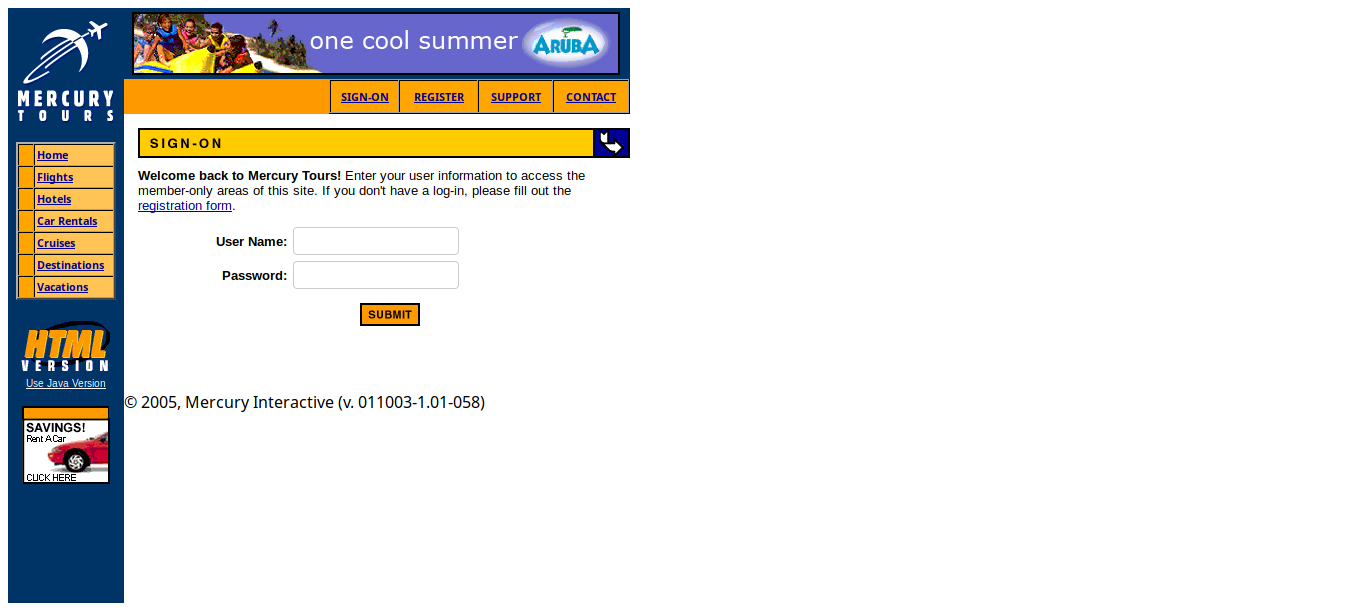 one cool summer
ARUBA
MERCURY
TOURS
SIGN-ON
REGISTER
SUPPORT
CONTACT
Home
Flights
Hotels
Car Rentals
Cruises
Destinations
Vacations
HTML
VERSION
Use Java Version
SAVINGS!
Rent A Car
CLICK HERE
SIGN-ON
Welcome back to Mercury Tours! Enter your user information to access the
member-only areas of this site. If you don't have a log-in, please fill out the
registration form.
User Name:
Password:
SUBMIT
© 2005, Mercury Interactive (v. 011003-1.01-058)